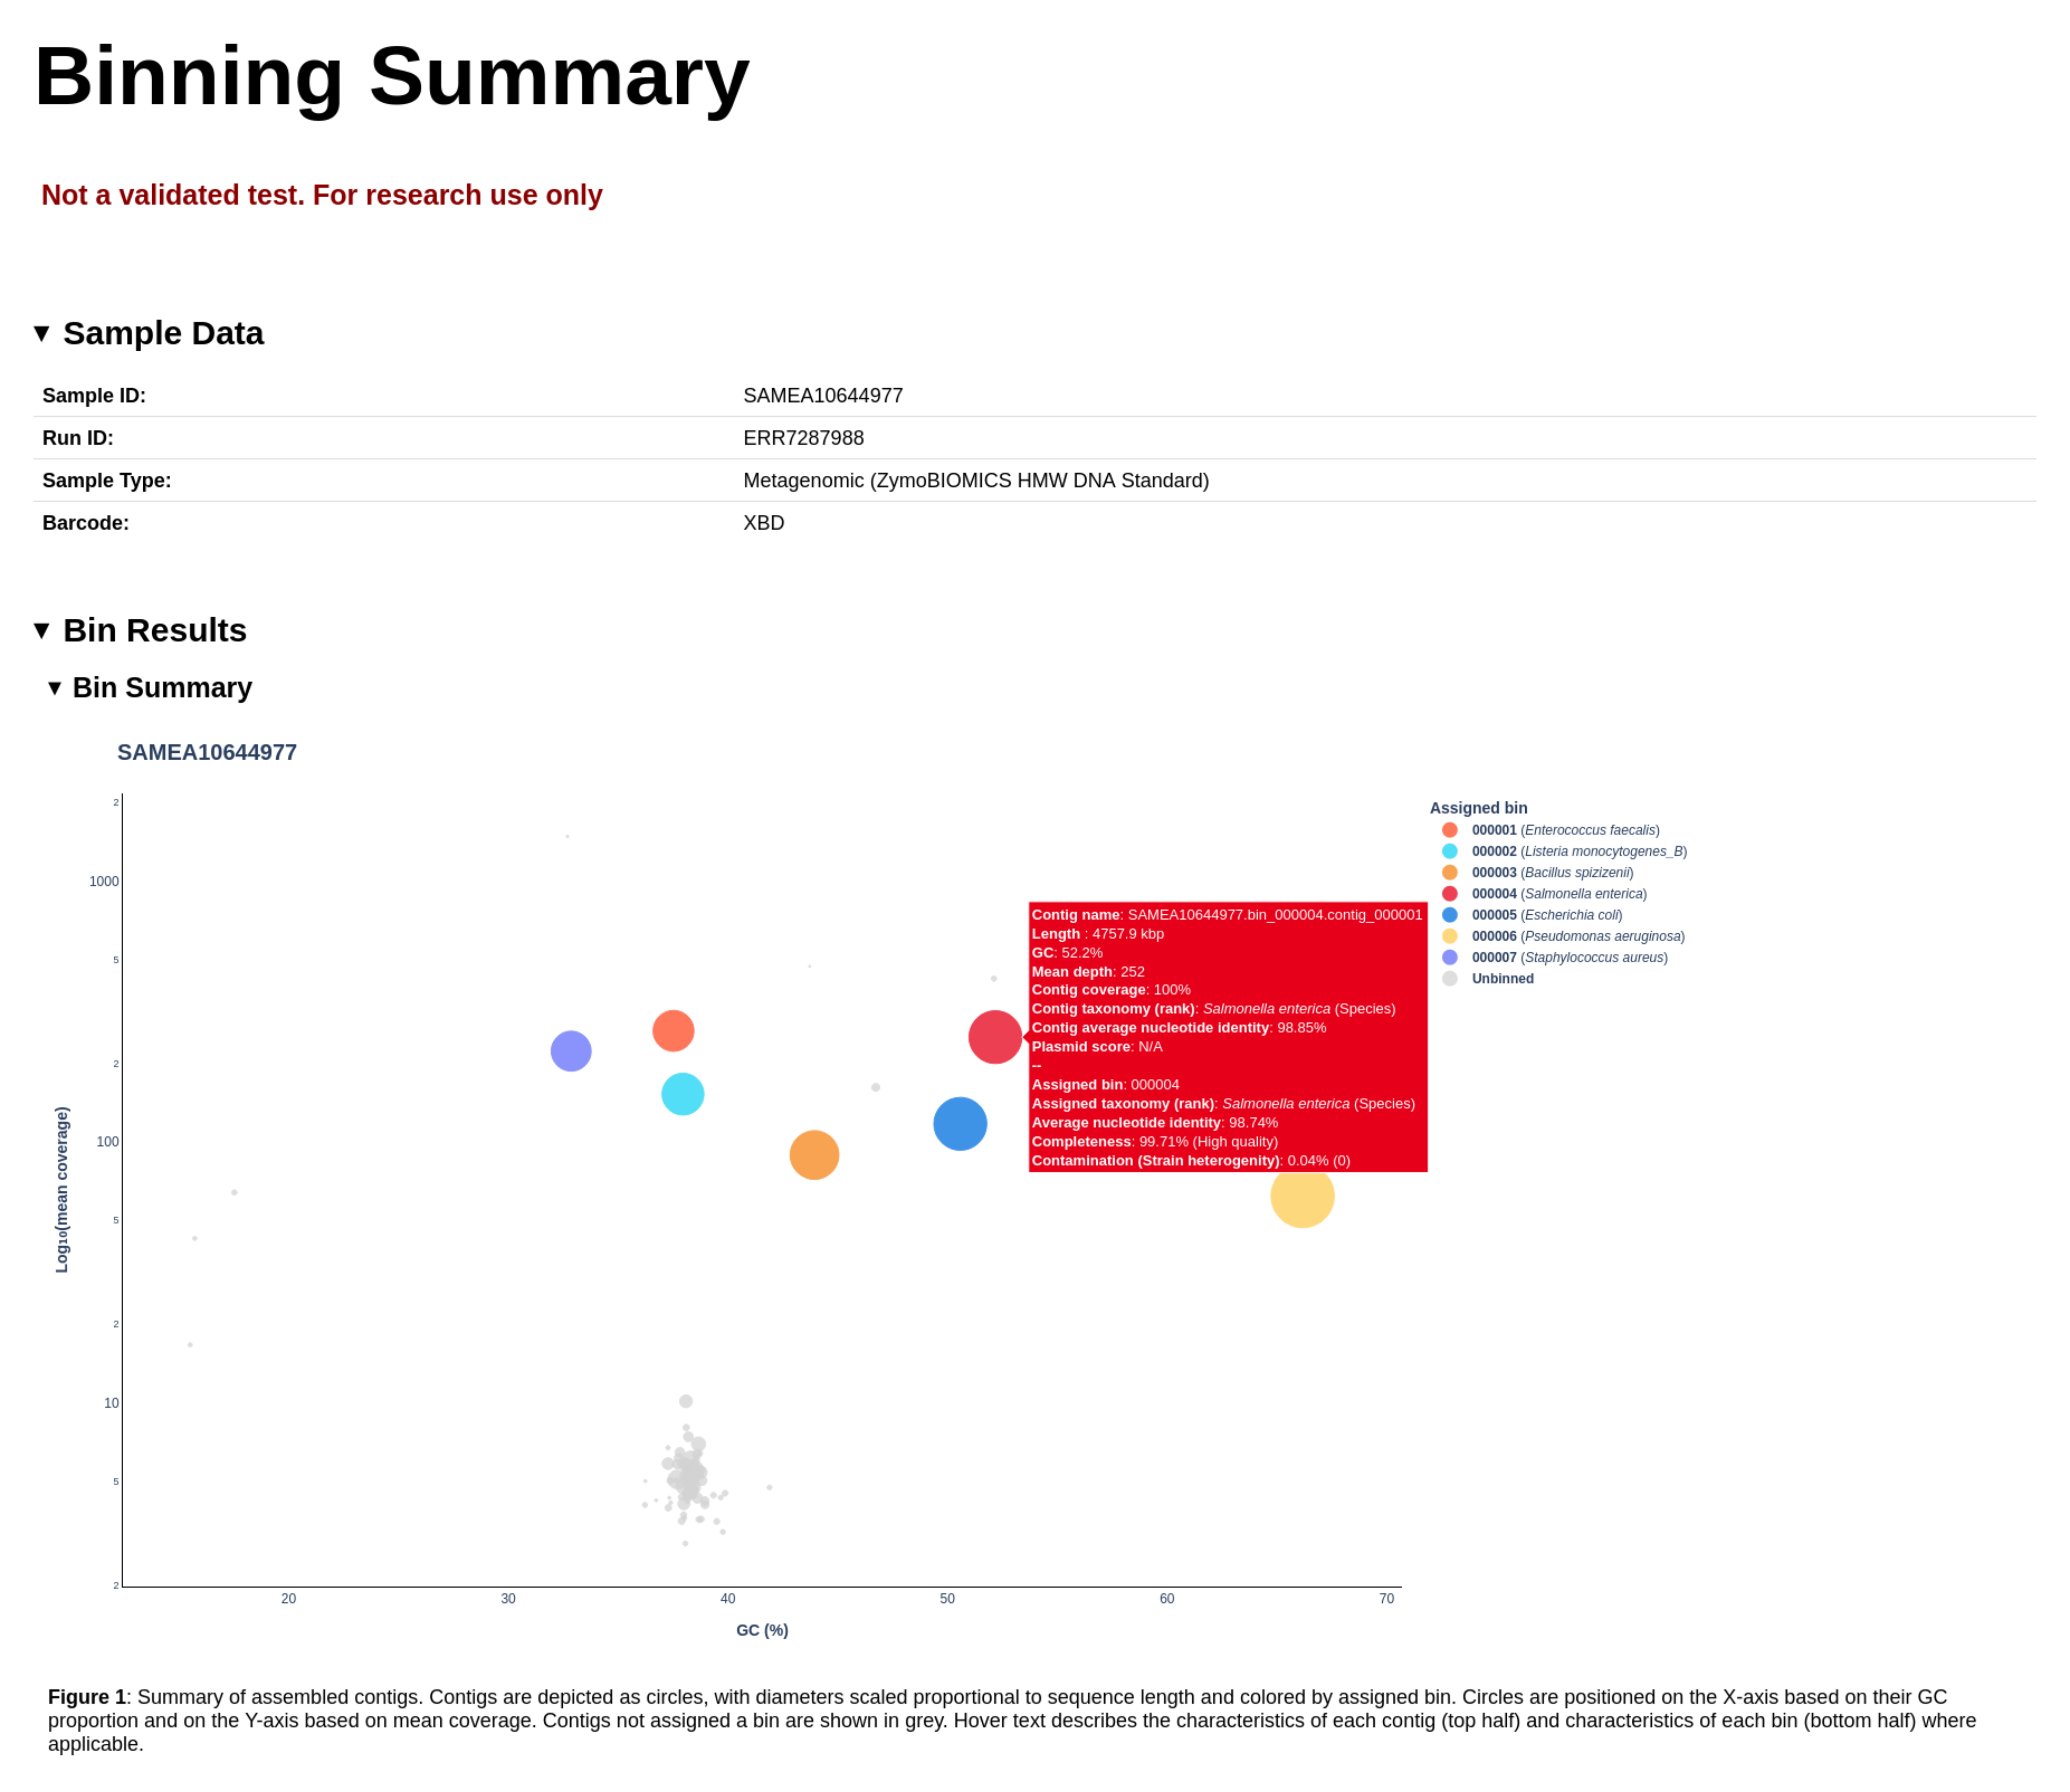 Binning Summary
Not a validated test. For research use only
▼ Sample Data
Sample ID: SAMEA10644977
Run ID: ERR7287988
Sample Type: Metagenomic (ZymoBIOMICS HMW DNA Standard)
Barcode: XBD
▼ Bin Results
▼ Bin Summary
SAMEA10644977
2
1000
5
2
100
5
2
10
5
2
Log₁₀(mean coverage)
20 30 40 50 60 70
GC (%)
Contig name: SAMEA10644977.bin_000004.contig_000001
Length : 4757.9 kbp
GC: 52.2%
Mean depth: 252
Contig coverage: 100%
Contig taxonomy (rank): Salmonella enterica (Species)
Contig average nucleotide identity: 98.85%
Plasmid score: N/A
--
Assigned bin: 000004
Assigned taxonomy (rank): Salmonella enterica (Species)
Average nucleotide identity: 98.74%
Completeness: 99.71% (High quality)
Contamination (Strain heterogenity): 0.04% (0)
Assigned bin
000001 (Enterococcus faecalis)
000002 (Listeria monocytogenes_B)
000003 (Bacillus spizizenii)
000004 (Salmonella enterica)
000005 (Escherichia coli)
000006 (Pseudomonas aeruginosa)
000007 (Staphylococcus aureus)
Unbinned
Figure 1: Summary of assembled contigs. Contigs are depicted as circles, with diameters scaled proportional to sequence length and colored by assigned bin. Circles are positioned on the X-axis based on their GC
proportion and on the Y-axis based on mean coverage. Contigs not assigned a bin are shown in grey. Hover text describes the characteristics of each contig (top half) and characteristics of each bin (bottom half) where
applicable.